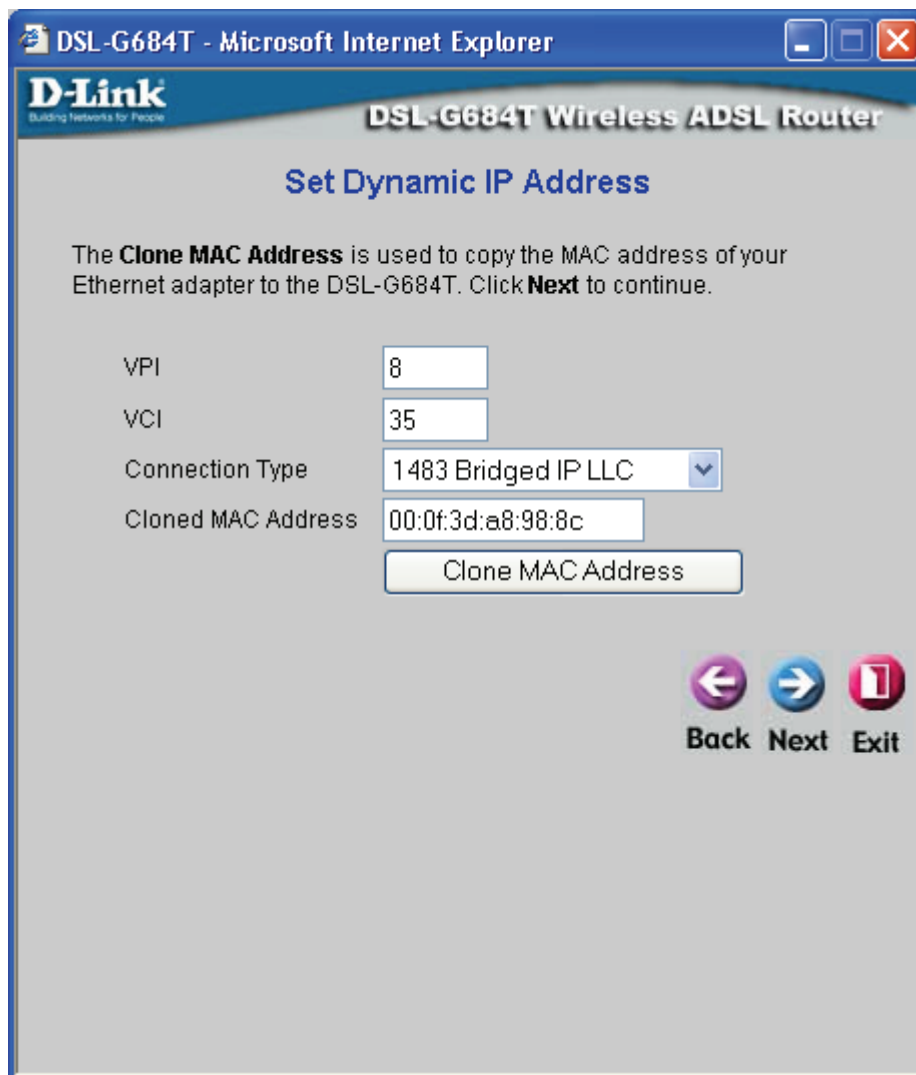 DSL-G684T - Microsoft Internet Explorer
D-Link
Building Networks for People
DSL-G684T Wireless ADSL Router
Set Dynamic IP Address
The Clone MAC Address is used to copy the MAC address of your
Ethernet adapter to the DSL-G684T. Click Next to continue.
VPI 8
VCI 35
Connection Type 1483 Bridged IP LLC
Cloned MAC Address 00:0f:3d:a8:98:8c
Clone MAC Address
Back Next Exit